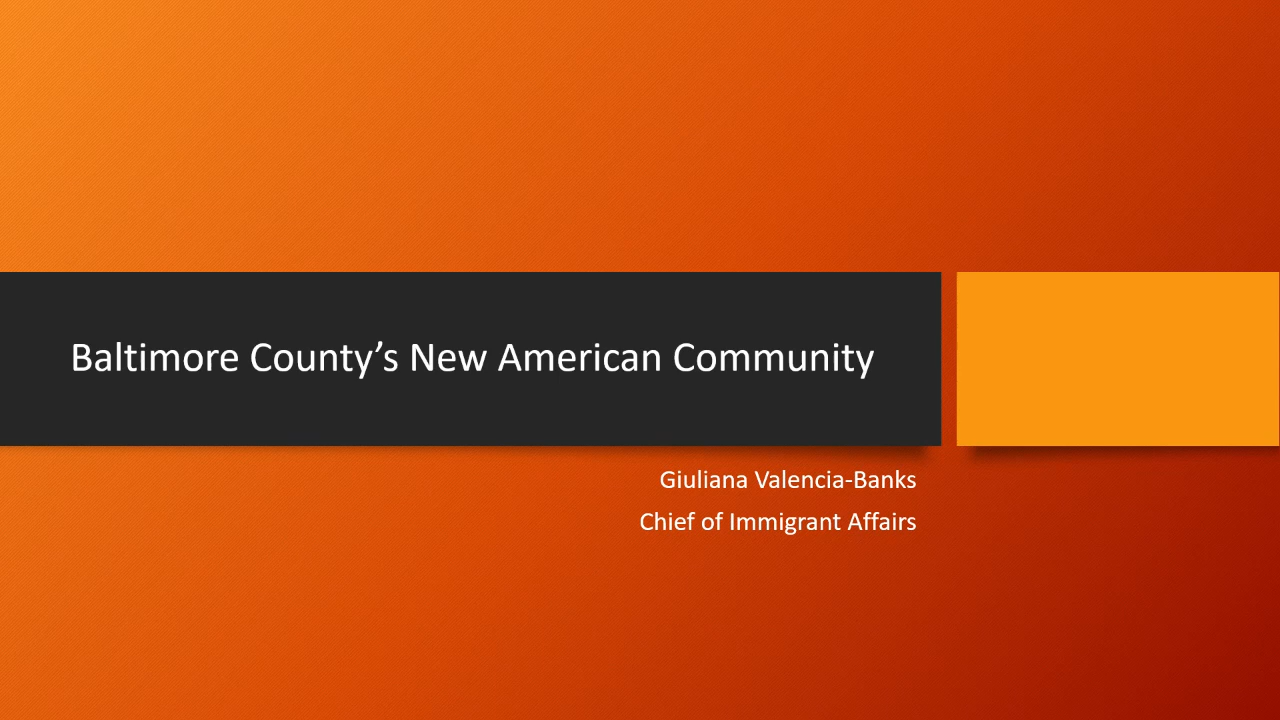 Baltimore County’s New American Community
Giuliana Valencia-Banks
Chief of Immigrant Affairs